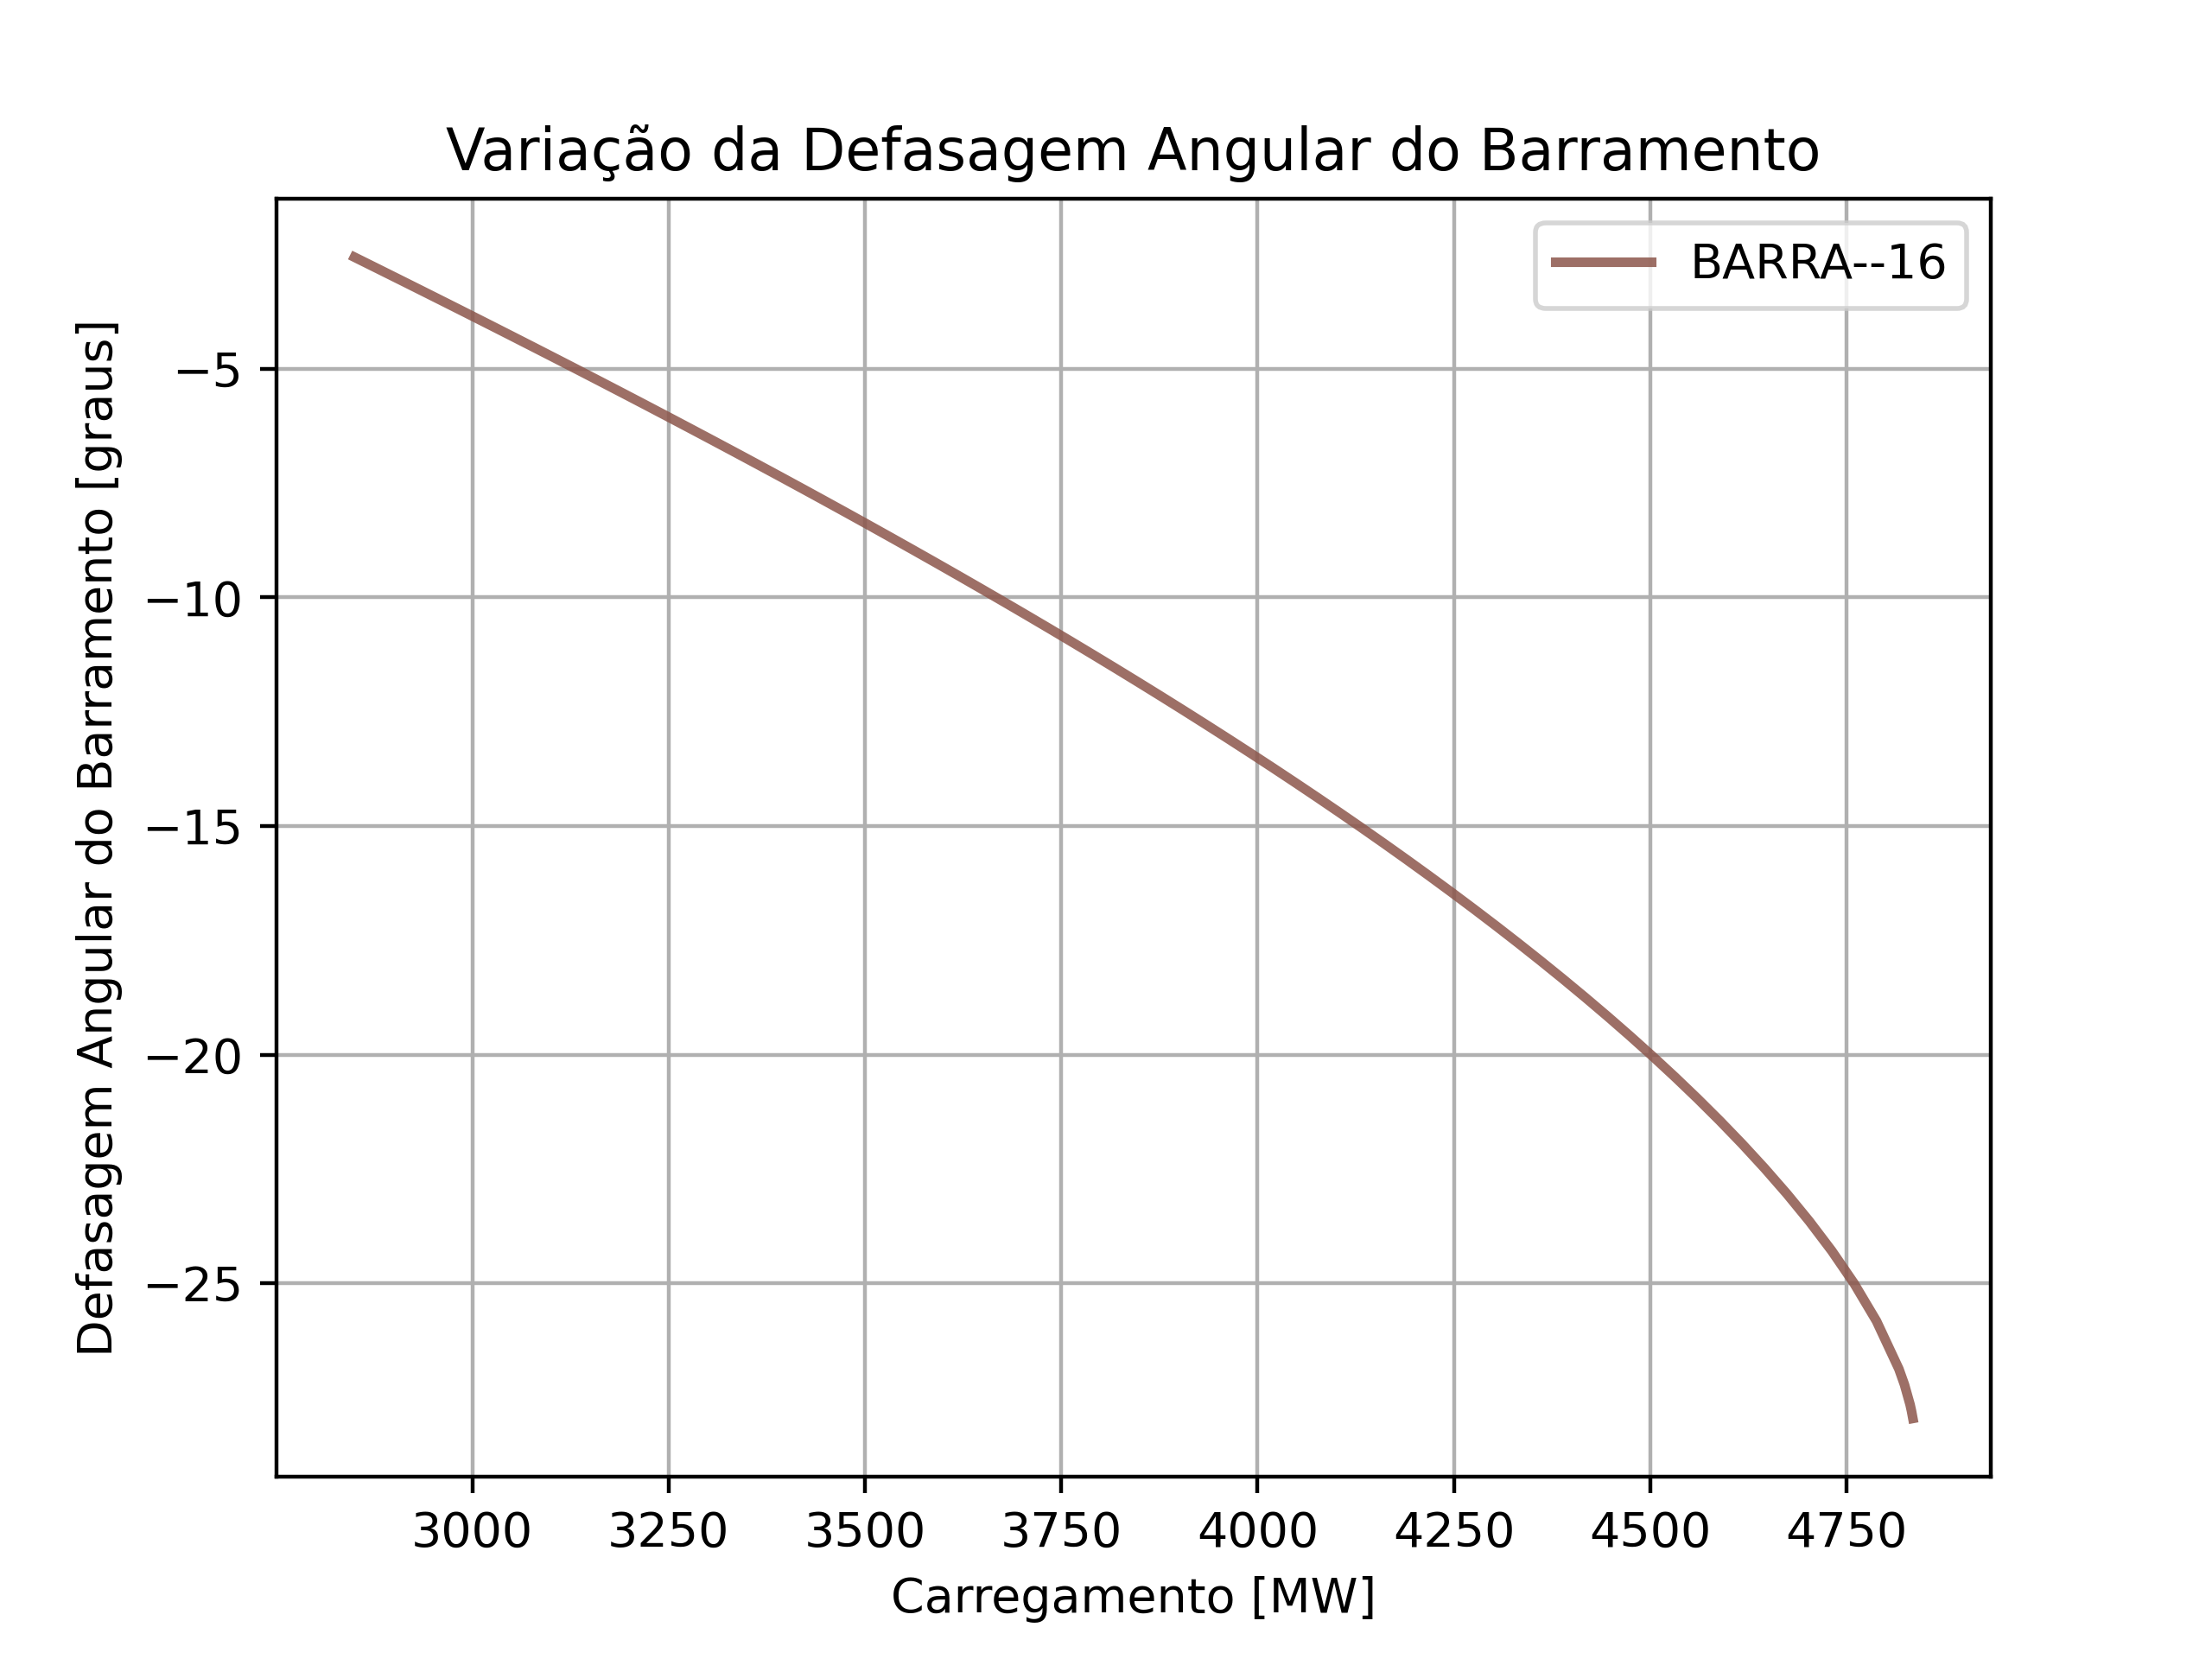 Variação da Defasagem Angular do Barramento
BARRA--16
Defasagem Angular do Barramento [graus]
−5
−10
−15
−20
−25
3000 3250 3500 3750 4000 4250 4500 4750
Carregamento [MW]